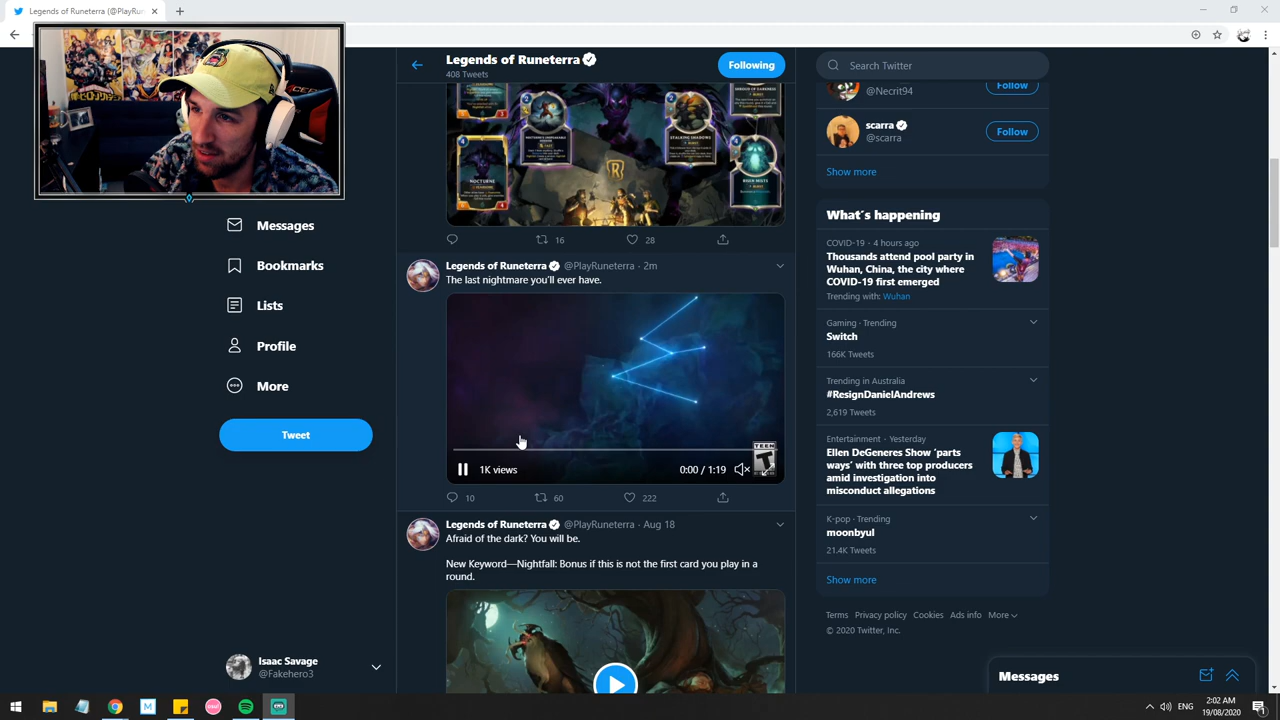 Legends of Runeterra (@PlayRun
Legends of Runeterra
408 Tweets
Following
Search Twitter
@Necrit94
Follow
scarra
@scarra
Follow
Show more
NOCTURNE
STALKING SHADOWS
Messages
Bookmarks
Lists
Profile
More
Tweet
16
28
Legends of Runeterra @PlayRuneterra · 2m
The last nightmare you'll ever have.
1K views
0:00 / 1:19
TEEN
T
10
60
222
Legends of Runeterra @PlayRuneterra · Aug 18
Afraid of the dark? You will be.
New Keyword—Nightfall: Bonus if this is not the first card you play in a
round.
What's happening
COVID-19 · 4 hours ago
Thousands attend pool party in
Wuhan, China, the city where
COVID-19 first emerged
Trending with: Wuhan
Gaming · Trending
Switch
166K Tweets
Trending in Australia
#ResignDanielAndrews
2,619 Tweets
Entertainment · Yesterday
Ellen DeGeneres Show 'parts
ways' with three top producers
amid investigation into
misconduct allegations
K-pop · Trending
moonbyul
21.4K Tweets
Show more
Terms Privacy policy Cookies Ads info More
© 2020 Twitter, Inc.
Isaac Savage
@Fakehero3
Messages
ENG
2:02 AM
19/08/2020